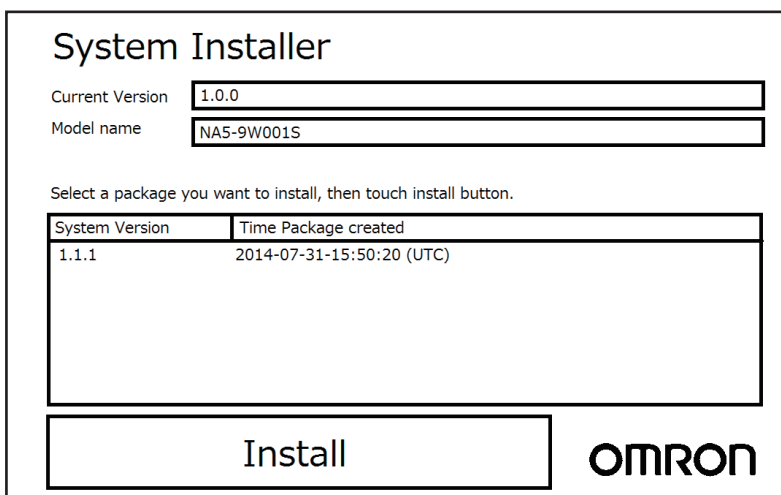 System Installer
Current Version 1.0.0
Model name NA5-9W001S
Select a package you want to install, then touch install button.
System Version Time Package created
1.1.1 2014-07-31-15:50:20 (UTC)
Install
OMRON